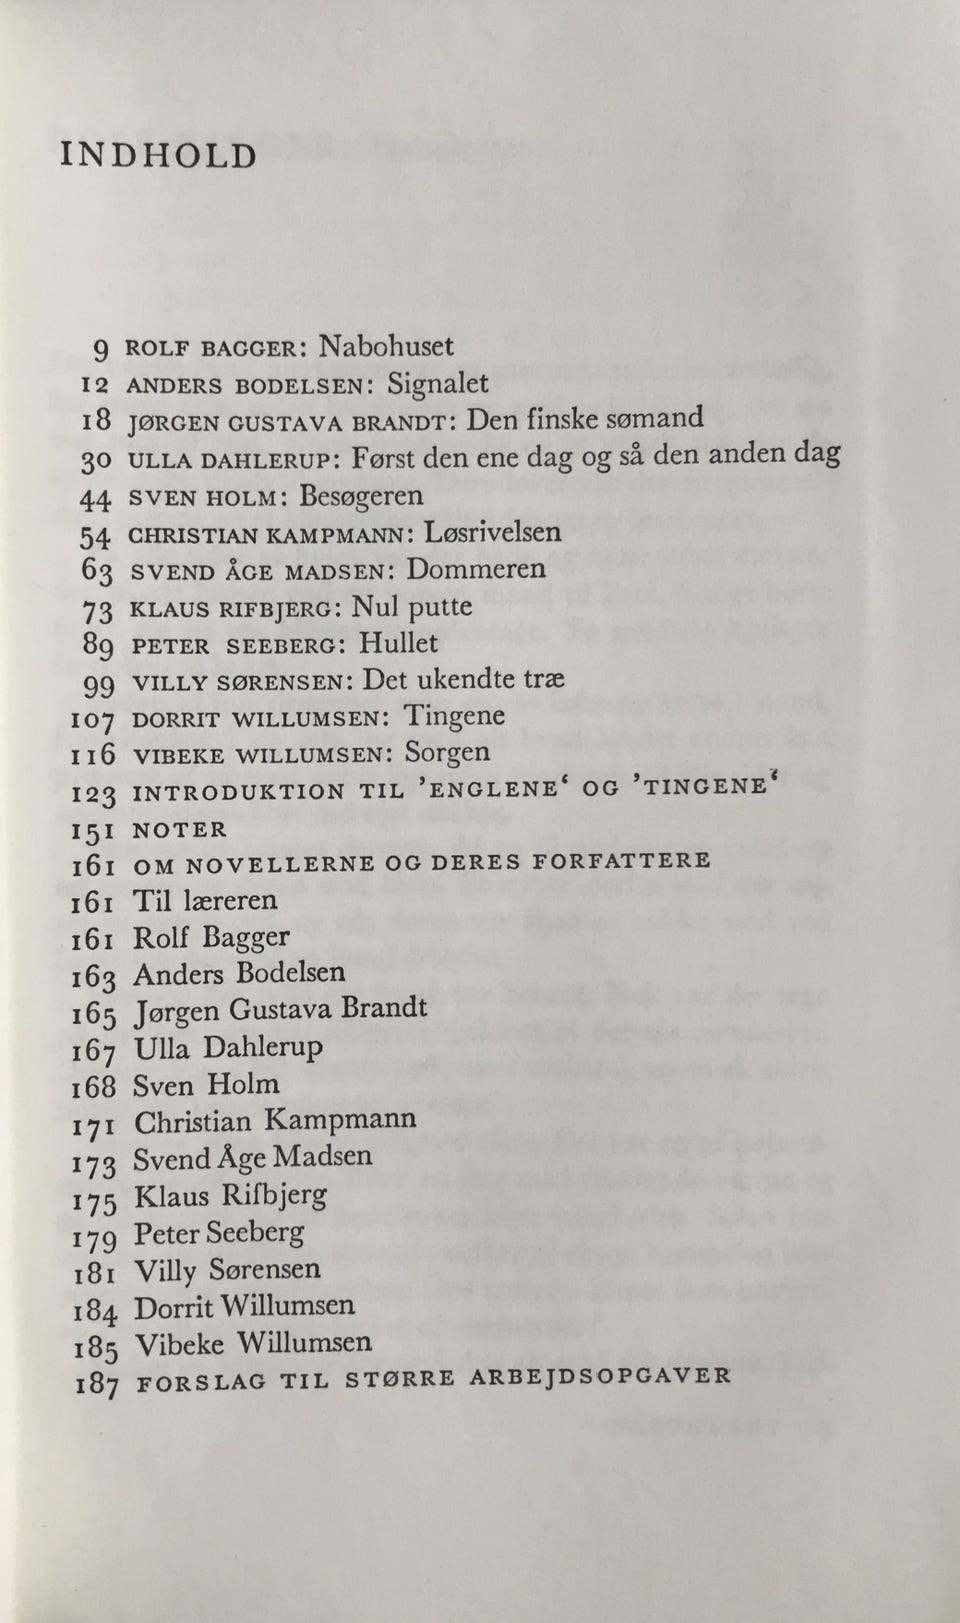 INDHOLD
9 ROLF BAGGER: Nabohuset
12 ANDERS BODELSEN: Signalet
18 JØRGEN GUSTAVA BRANDT: Den finske sømand
30 ULLA DAHLERUP: Først den ene dag og så den anden dag
44 SVEN HOLM: Besøgeren
54 CHRISTIAN KAMPMANN: Løsrivelsen
63 SVEND ÅGE MADSEN: Dommeren
73 KLAUS RIFBJERG: Nul putte
89 PETER SEEBERG: Hullet
99 VILLY SØRENSEN: Det ukendte træ
107 DORRIT WILLUMSEN: Tingene
116 VIBEKE WILLUMSEN: Sorgen
123 INTRODUKTION TIL ’ENGLENE‘ OG ’TINGENE‘
151 NOTER
161 OM NOVELLERNE OG DERES FORFATTERE
161 Til læreren
161 Rolf Bagger
163 Anders Bodelsen
165 Jørgen Gustava Brandt
167 Ulla Dahlerup
168 Sven Holm
171 Christian Kampmann
173 Svend Åge Madsen
175 Klaus Rifbjerg
179 Peter Seeberg
181 Villy Sørensen
184 Dorrit Willumsen
185 Vibeke Willumsen
187 FORSLAG TIL STØRRE ARBEJDSOPGAVER